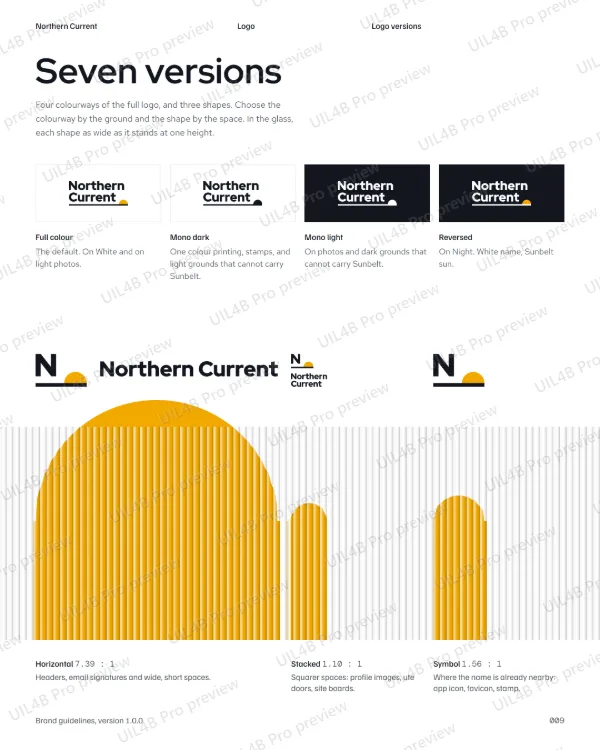 Northern Current
Logo
Logo versions
Seven versions
Four colourways of the full logo, and three shapes. Choose the
colourway by the ground and the shape by the space. In the glass,
each shape as wide as it stands at one height.
Northern
Current
Northern
Current
Northern
Current
Northern
Current
Full colour
The default. On White and on
light photos.
Mono dark
One colour printing, stamps, and
light grounds that cannot carry
Sunbelt.
Mono light
On photos and dark grounds that
cannot carry Sunbelt.
Reversed
On Night. White name, Sunbelt
sun.
N
Northern Current
N
Northern
Current
N
Horizontal 7.39 : 1
Headers, email signatures and wide, short spaces.
Stacked 1.10 : 1
Squarer spaces: profile images, ute
doors, site boards.
Symbol 1.56 : 1
Where the name is already nearby:
app icon, favicon, stamp.
Brand guidelines, version 1.0.0
009
UIL4B Pro preview